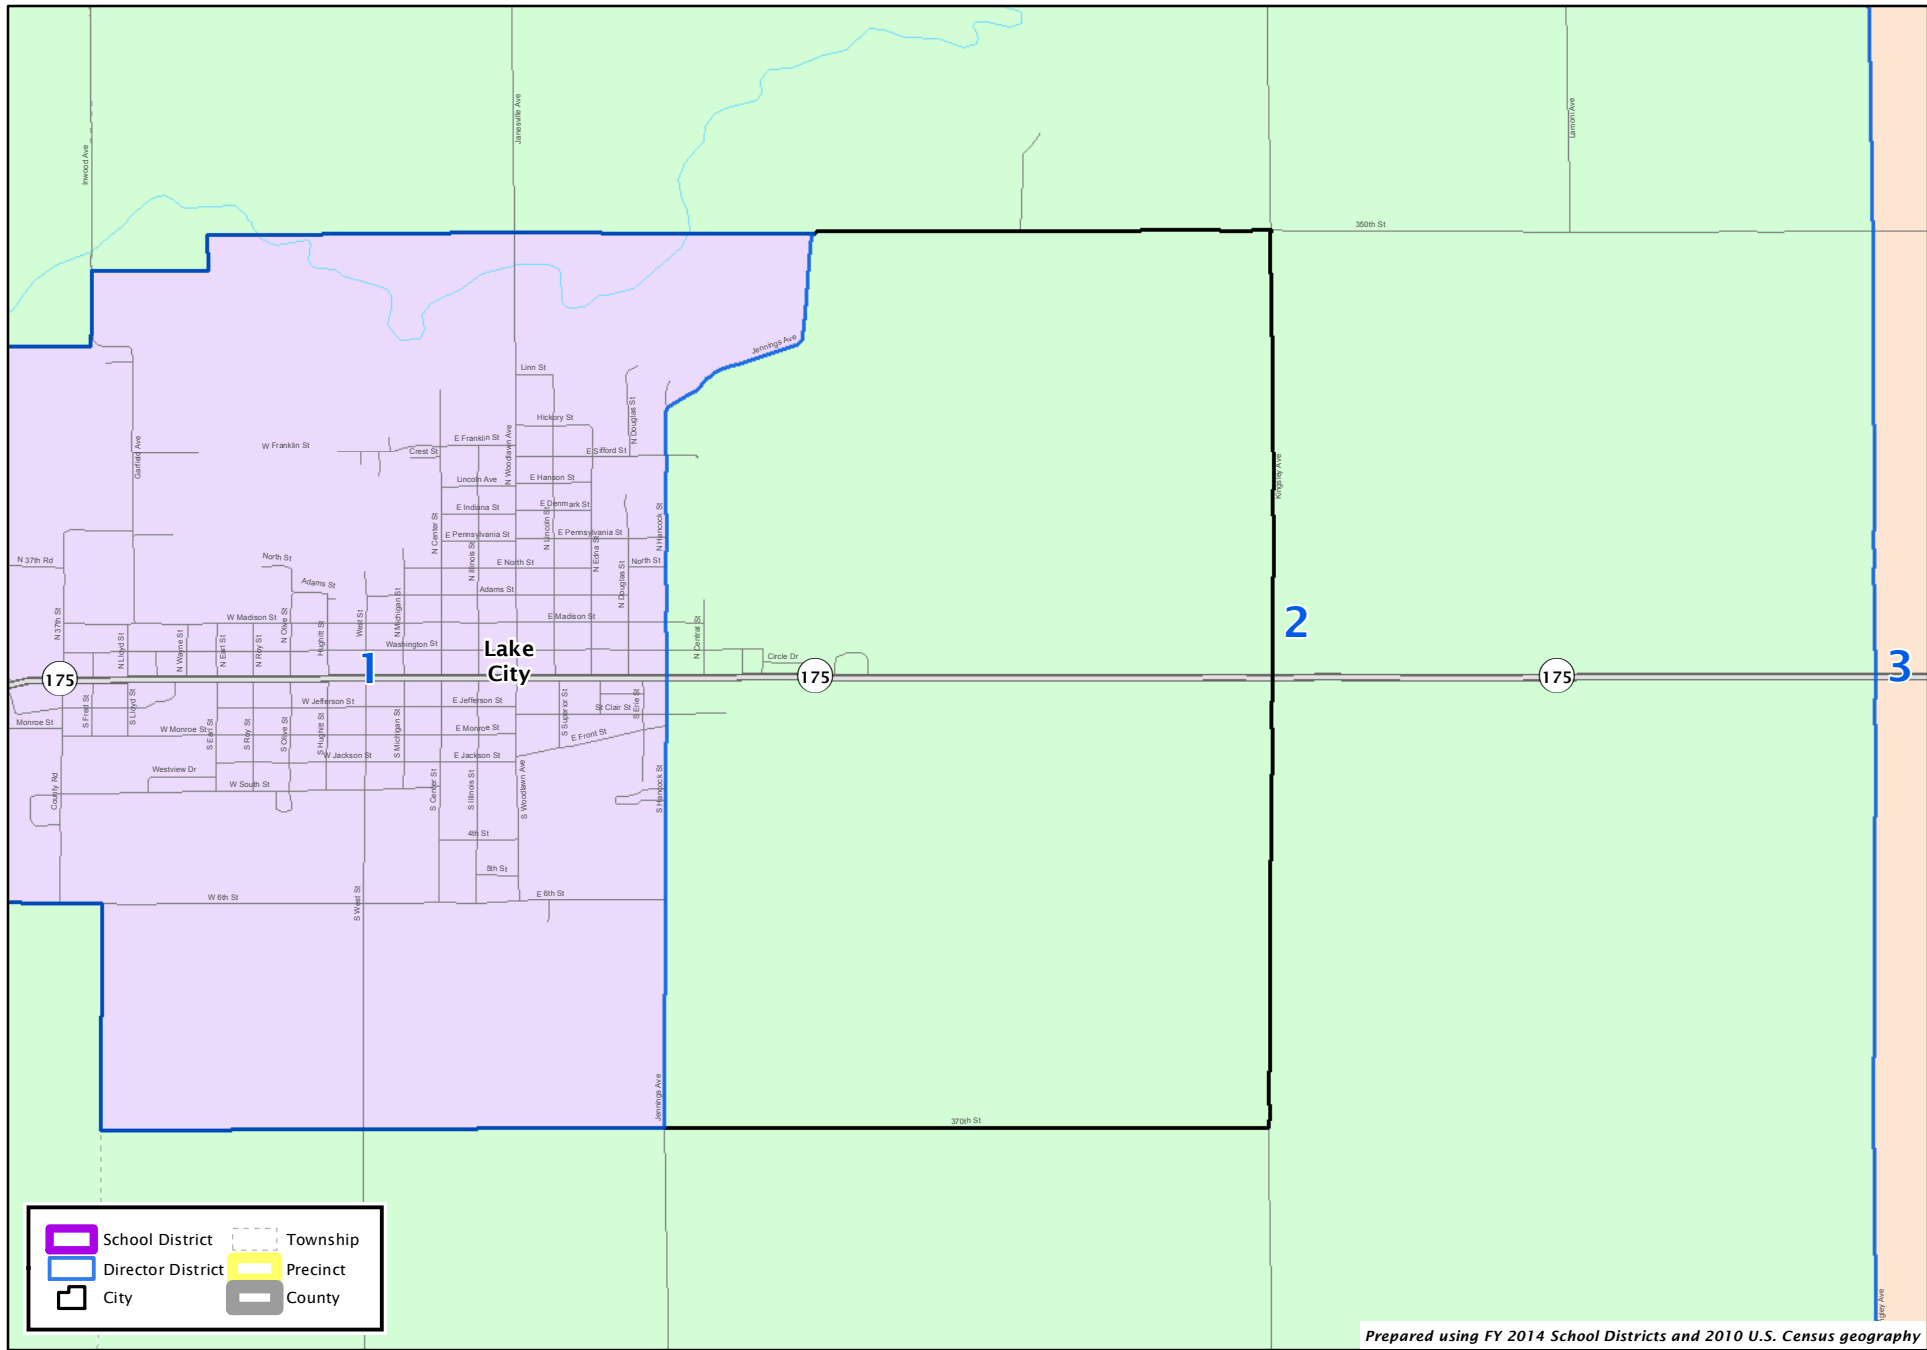 Inwood Ave
Janesville Ave
Lamoni Ave
350th St
Jennings Ave
Linn St
Hickory St
N Douglas St
W Franklin St
E Franklin St
Crest St
N Woodlawn Ave
E Sifford St
Garfield Ave
Kingsley Ave
Lincoln Ave
E Hanson St
E Indiana St
E Denmark St
N Center St
N Lincoln St
N Hancock St
E Pennsylvania St
E Pennsylvania St
N 37th Rd
North St
N Illinois St
E North St
N Edna St
North St
Adams St
Adams St
N Douglas St
N 37th St
W Madison St
N Olive St
West St
N Michigan St
E Madison St
N Central St
N Lloyd St
N Wayne St
N Earl St
N Roy St
Hughitt St
Washington St
Circle Dr
Lake
City
1
2
3
175
175
175
S Fred St
S Lloyd St
W Jefferson St
E Jefferson St
S Superior St
St Clair St
S Erie St
Monroe St
W Monroe St
S Earl St
S Roy St
S Olive St
S Hughitt St
S Michigan St
E Monroe St
E Front St
W Jackson St
E Jackson St
Westview Dr
W South St
County Rd
S Center St
S Illinois St
S Woodlawn Ave
S Hancock St
4th St
5th St
W 6th St
S West St
E 6th St
Jennings Ave
370th St
School District
Township
Director District
Precinct
City
County
Prepared using FY 2014 School Districts and 2010 U.S. Census geography